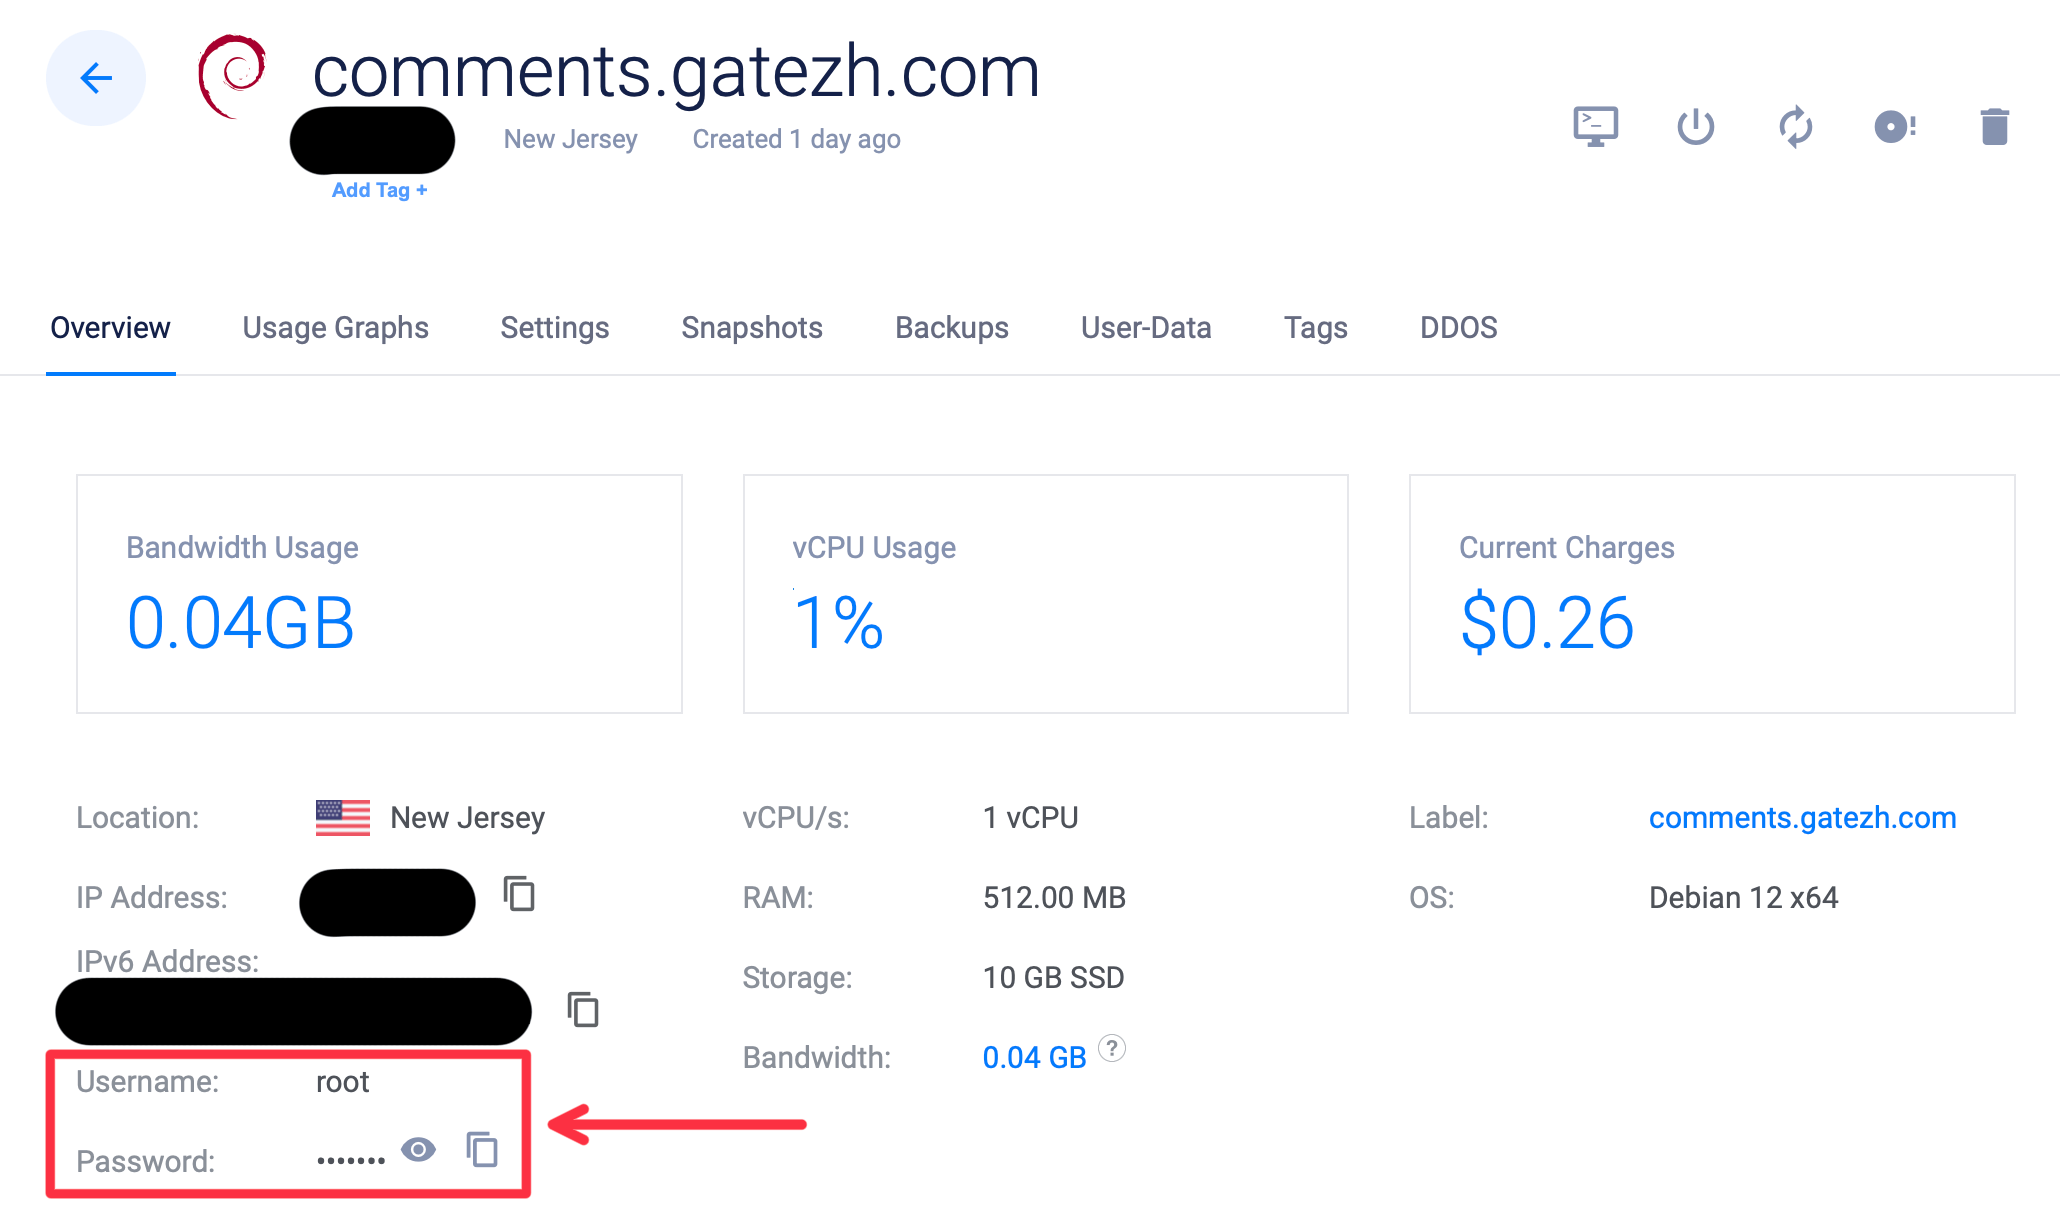 comments.gatezh.com
New Jersey Created 1 day ago
Add Tag +
Overview Usage Graphs Settings Snapshots Backups User-Data Tags DDOS
Bandwidth Usage
0.04GB
vCPU Usage
1%
Current Charges
$0.26
Location: New Jersey
IP Address:
IPv6 Address:
Username: root
Password: •••••••
vCPU/s: 1 vCPU
RAM: 512.00 MB
Storage: 10 GB SSD
Bandwidth: 0.04 GB ?
Label: comments.gatezh.com
OS: Debian 12 x64